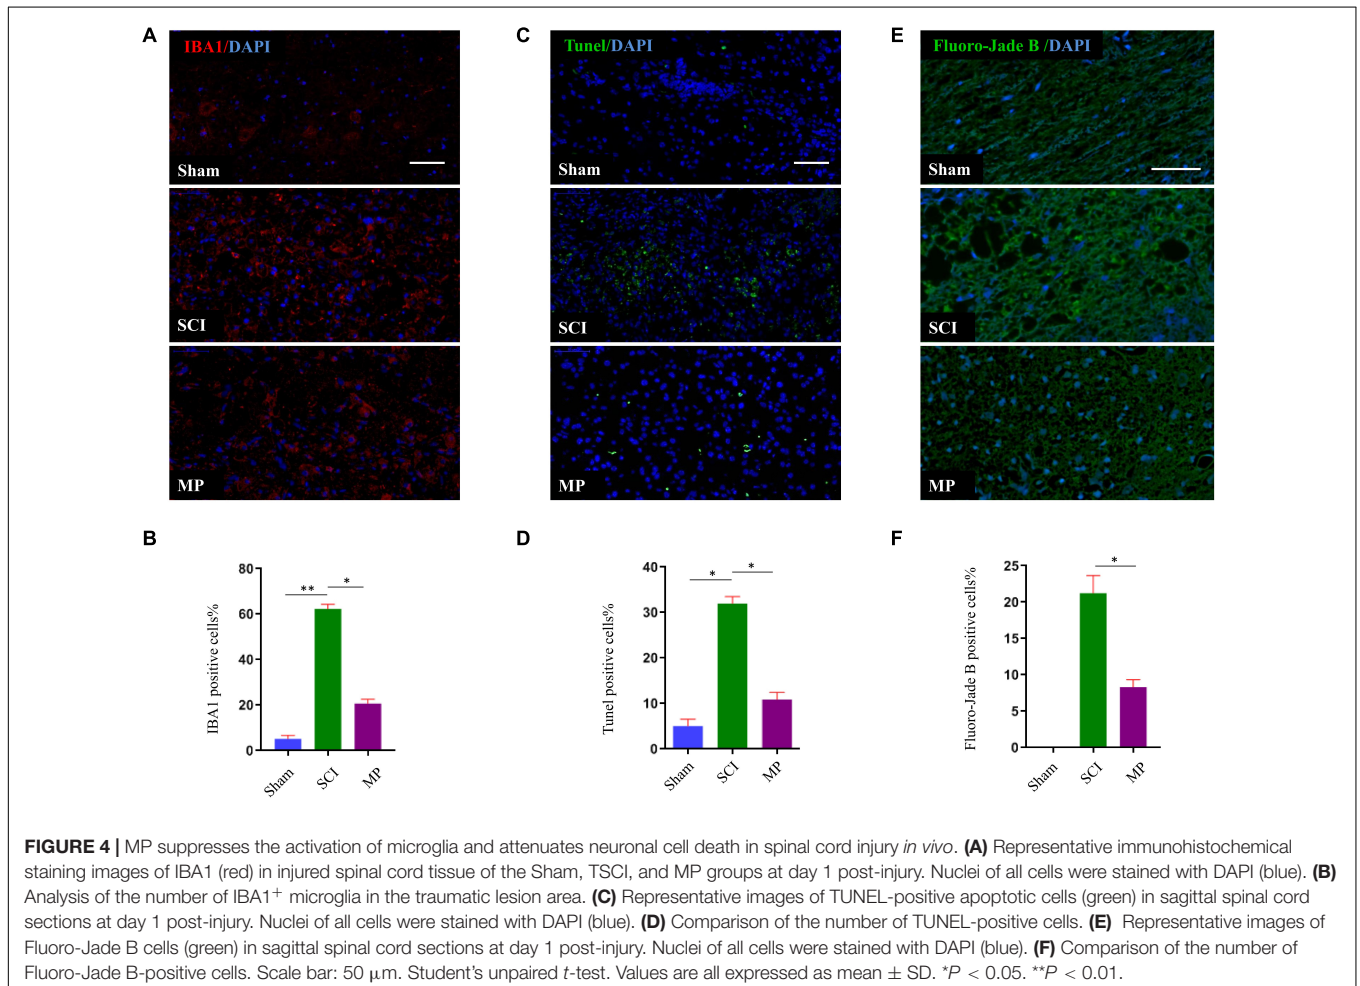 A
IBA1/DAPI
Sham
SCI
MP
C
Tunel/DAPI
Sham
SCI
MP
E
Fluoro-Jade B /DAPI
Sham
SCI
MP
B
IBA1 positive cells%
80
60
40
20
0
**
*
Sham
SCI
MP
D
Tunel positive cells%
40
30
20
10
0
*
*
Sham
SCI
MP
F
Fluoro-Jade B positive cells%
25
20
15
10
5
0
*
Sham
SCI
MP
FIGURE 4 | MP suppresses the activation of microglia and attenuates neuronal cell death in spinal cord injury in vivo. (A) Representative immunohistochemical
staining images of IBA1 (red) in injured spinal cord tissue of the Sham, TSCI, and MP groups at day 1 post-injury. Nuclei of all cells were stained with DAPI (blue). (B)
Analysis of the number of IBA1⁺ microglia in the traumatic lesion area. (C) Representative images of TUNEL-positive apoptotic cells (green) in sagittal spinal cord
sections at day 1 post-injury. Nuclei of all cells were stained with DAPI (blue). (D) Comparison of the number of TUNEL-positive cells. (E) Representative images of
Fluoro-Jade B cells (green) in sagittal spinal cord sections at day 1 post-injury. Nuclei of all cells were stained with DAPI (blue). (F) Comparison of the number of
Fluoro-Jade B-positive cells. Scale bar: 50 μm. Student's unpaired t-test. Values are all expressed as mean ± SD. *P < 0.05. **P < 0.01.